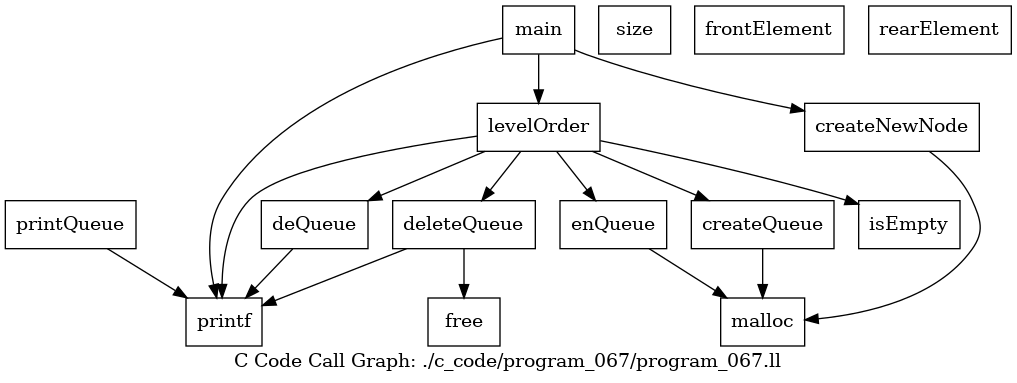 main
size
frontElement
rearElement
levelOrder
createNewNode
printQueue
deQueue
deleteQueue
enQueue
createQueue
isEmpty
printf
free
malloc
C Code Call Graph: ./c_code/program_067/program_067.ll